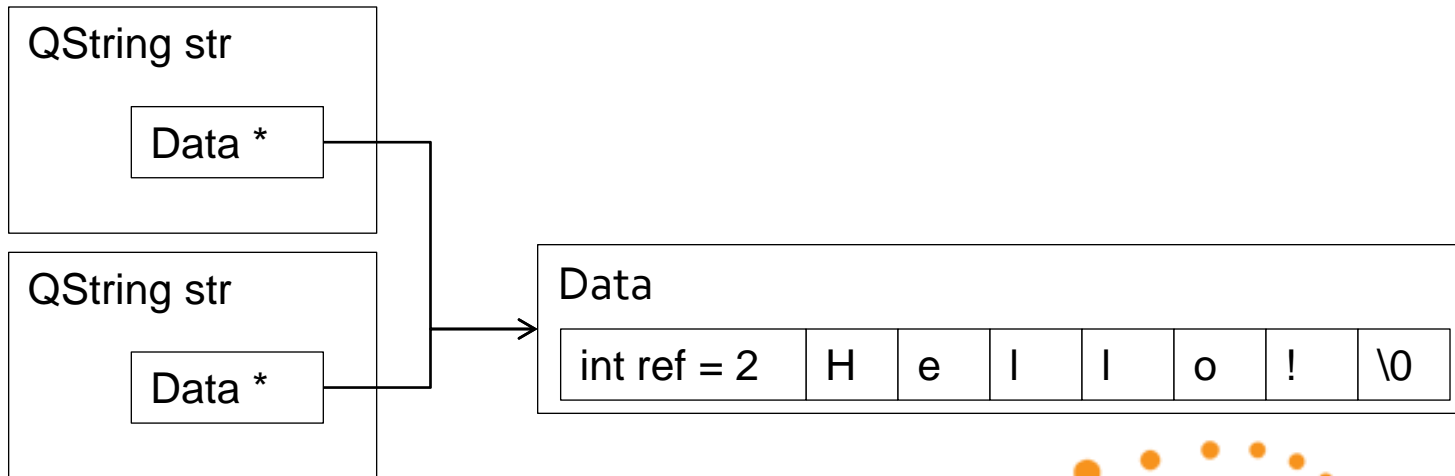 QString str
Data *
QString str
Data *
Data
int ref = 2 H e l l o ! \0